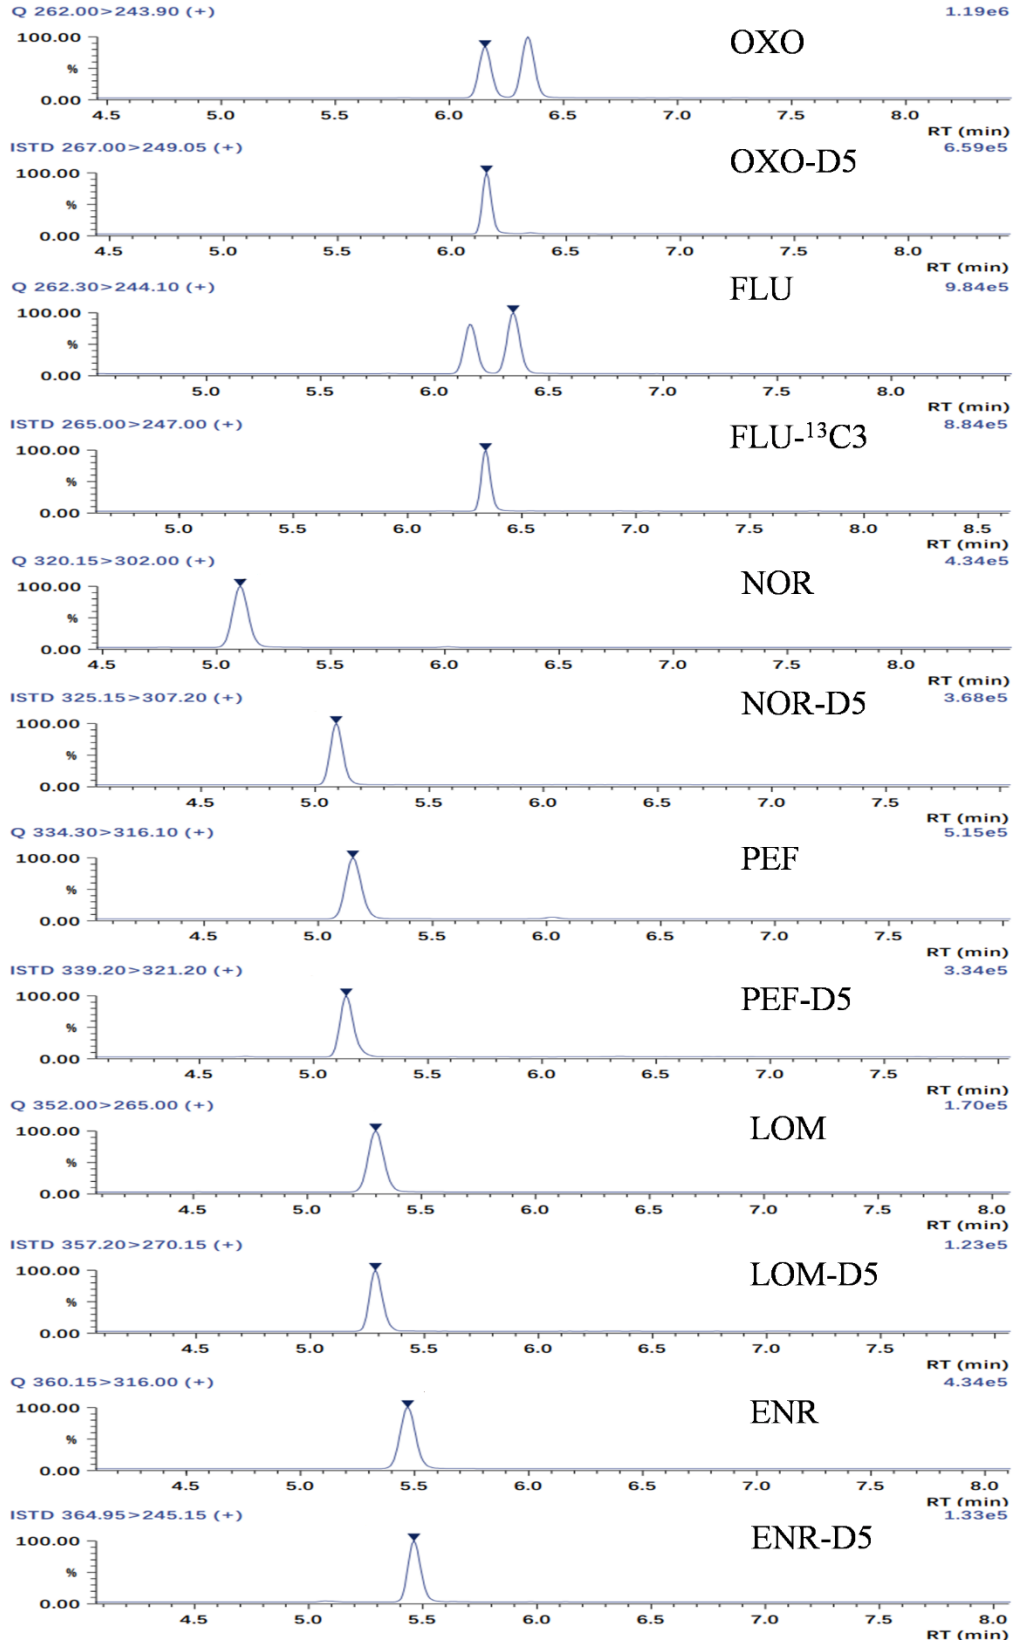 Q 262.00>243.90 (+) 1.19e6
OXO
100.00
%
0.00
4.5 5.0 5.5 6.0 6.5 7.0 7.5 8.0
RT (min)
ISTD 267.00>249.05 (+) 6.59e5
OXO-D5
100.00
%
0.00
4.5 5.0 5.5 6.0 6.5 7.0 7.5 8.0
RT (min)
Q 262.30>244.10 (+) 9.84e5
FLU
100.00
%
0.00
5.0 5.5 6.0 6.5 7.0 7.5 8.0
RT (min)
ISTD 265.00>247.00 (+) 8.84e5
FLU-¹³C3
100.00
%
0.00
5.0 5.5 6.0 6.5 7.0 7.5 8.0 8.5
RT (min)
Q 320.15>302.00 (+) 4.34e5
NOR
100.00
%
0.00
4.5 5.0 5.5 6.0 6.5 7.0 7.5 8.0
RT (min)
ISTD 325.15>307.20 (+) 3.68e5
NOR-D5
100.00
%
0.00
4.5 5.0 5.5 6.0 6.5 7.0 7.5
RT (min)
Q 334.30>316.10 (+) 5.15e5
PEF
100.00
%
0.00
4.5 5.0 5.5 6.0 6.5 7.0 7.5
RT (min)
ISTD 339.20>321.20 (+) 3.34e5
PEF-D5
100.00
%
0.00
4.5 5.0 5.5 6.0 6.5 7.0 7.5
RT (min)
Q 352.00>265.00 (+) 1.70e5
LOM
100.00
%
0.00
4.5 5.0 5.5 6.0 6.5 7.0 7.5 8.0
RT (min)
ISTD 357.20>270.15 (+) 1.23e5
LOM-D5
100.00
%
0.00
4.5 5.0 5.5 6.0 6.5 7.0 7.5
RT (min)
Q 360.15>316.00 (+) 4.34e5
ENR
100.00
%
0.00
4.5 5.0 5.5 6.0 6.5 7.0 7.5 8.0
RT (min)
ISTD 364.95>245.15 (+) 1.33e5
ENR-D5
100.00
%
0.00
4.5 5.0 5.5 6.0 6.5 7.0 7.5 8.0
RT (min)